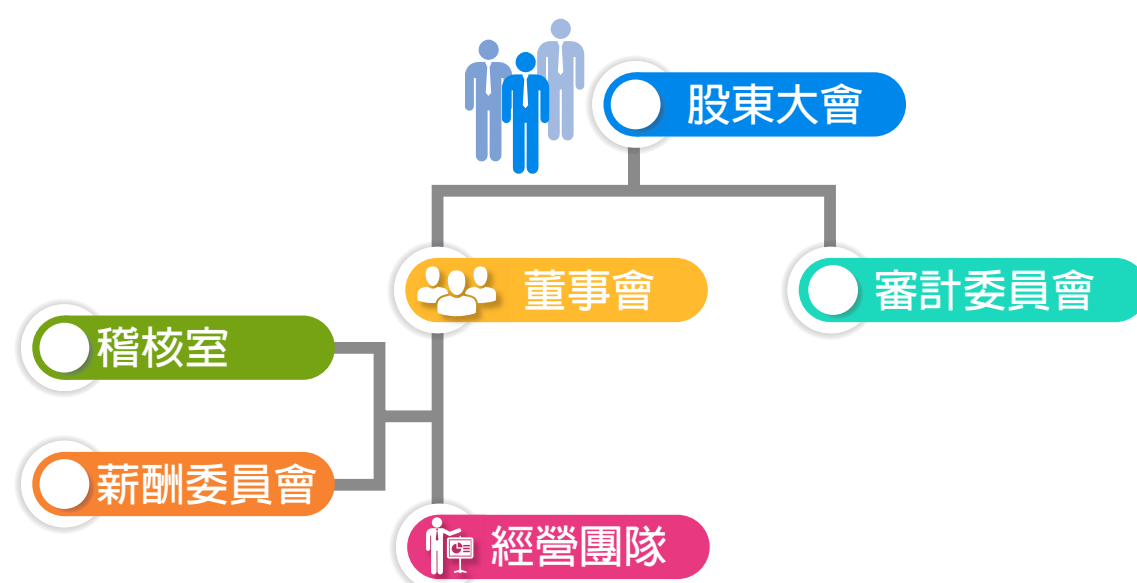 股東大會
董事會
審計委員會
稽核室
薪酬委員會
經營團隊